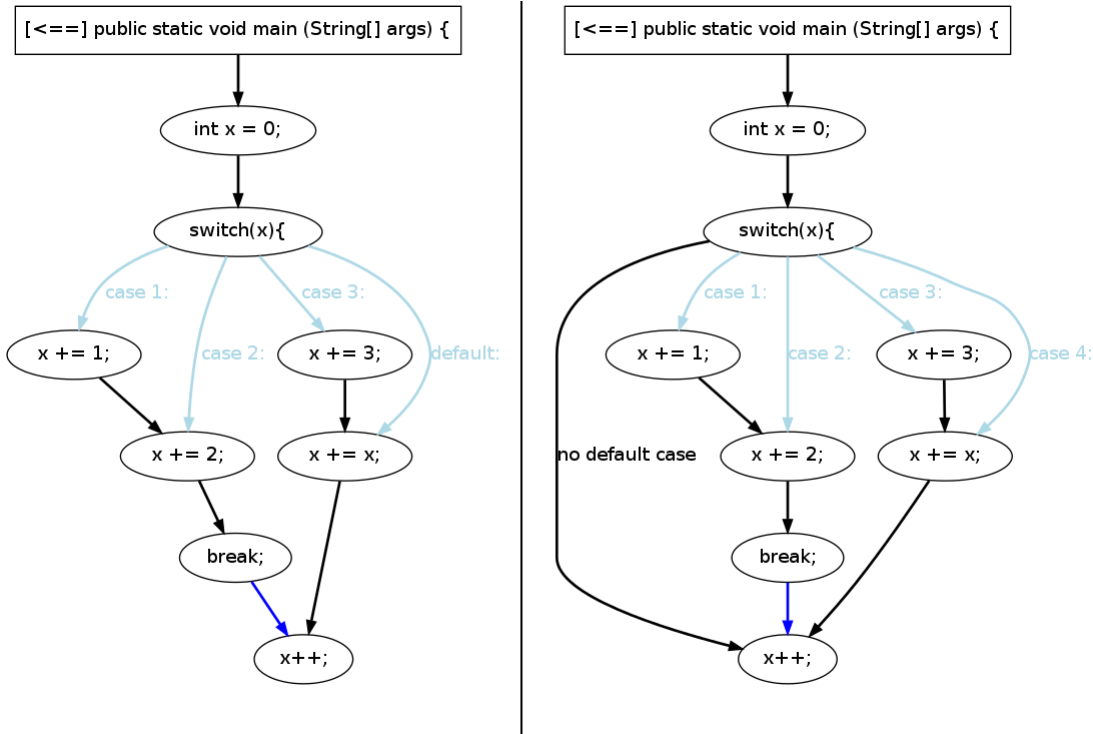 [<==] public static void main (String[] args) {
int x = 0;
switch(x){
case 1:
case 3:
x += 1;
case 2:
x += 3;
default:
x += 2;
x += x;
break;
x++;
[<==] public static void main (String[] args) {
int x = 0;
switch(x){
case 1:
case 3:
x += 1;
case 2:
x += 3;
case 4:
no default case
x += 2;
x += x;
break;
x++;